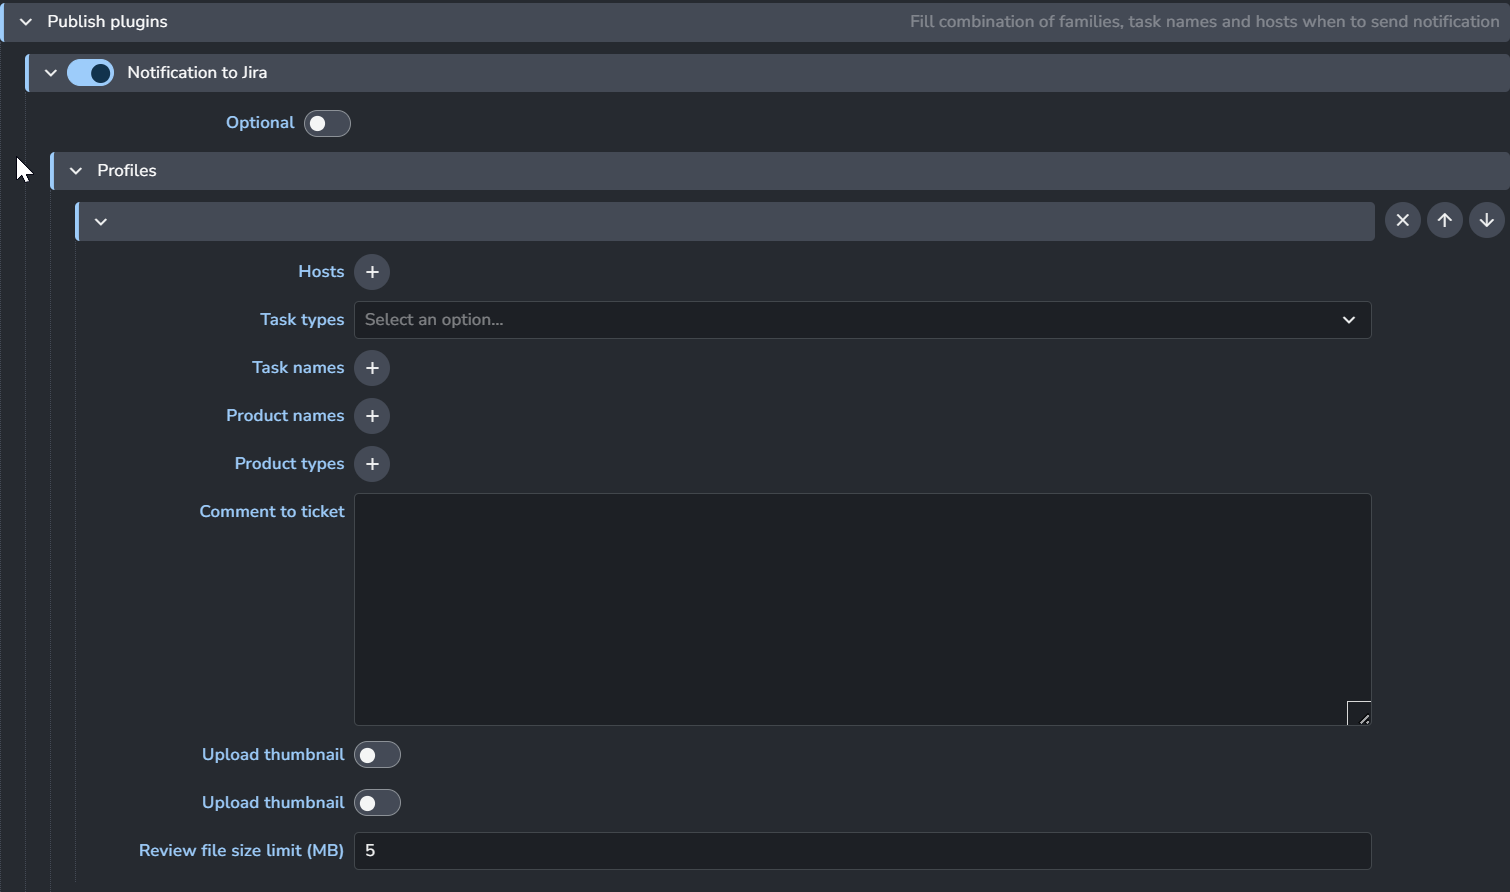 Publish plugins
Fill combination of families, task names and hosts when to send notification
Notification to Jira
Optional
Profiles
Hosts
Task types
Select an option...
Task names
Product names
Product types
Comment to ticket
Upload thumbnail
Upload thumbnail
Review file size limit (MB)
5